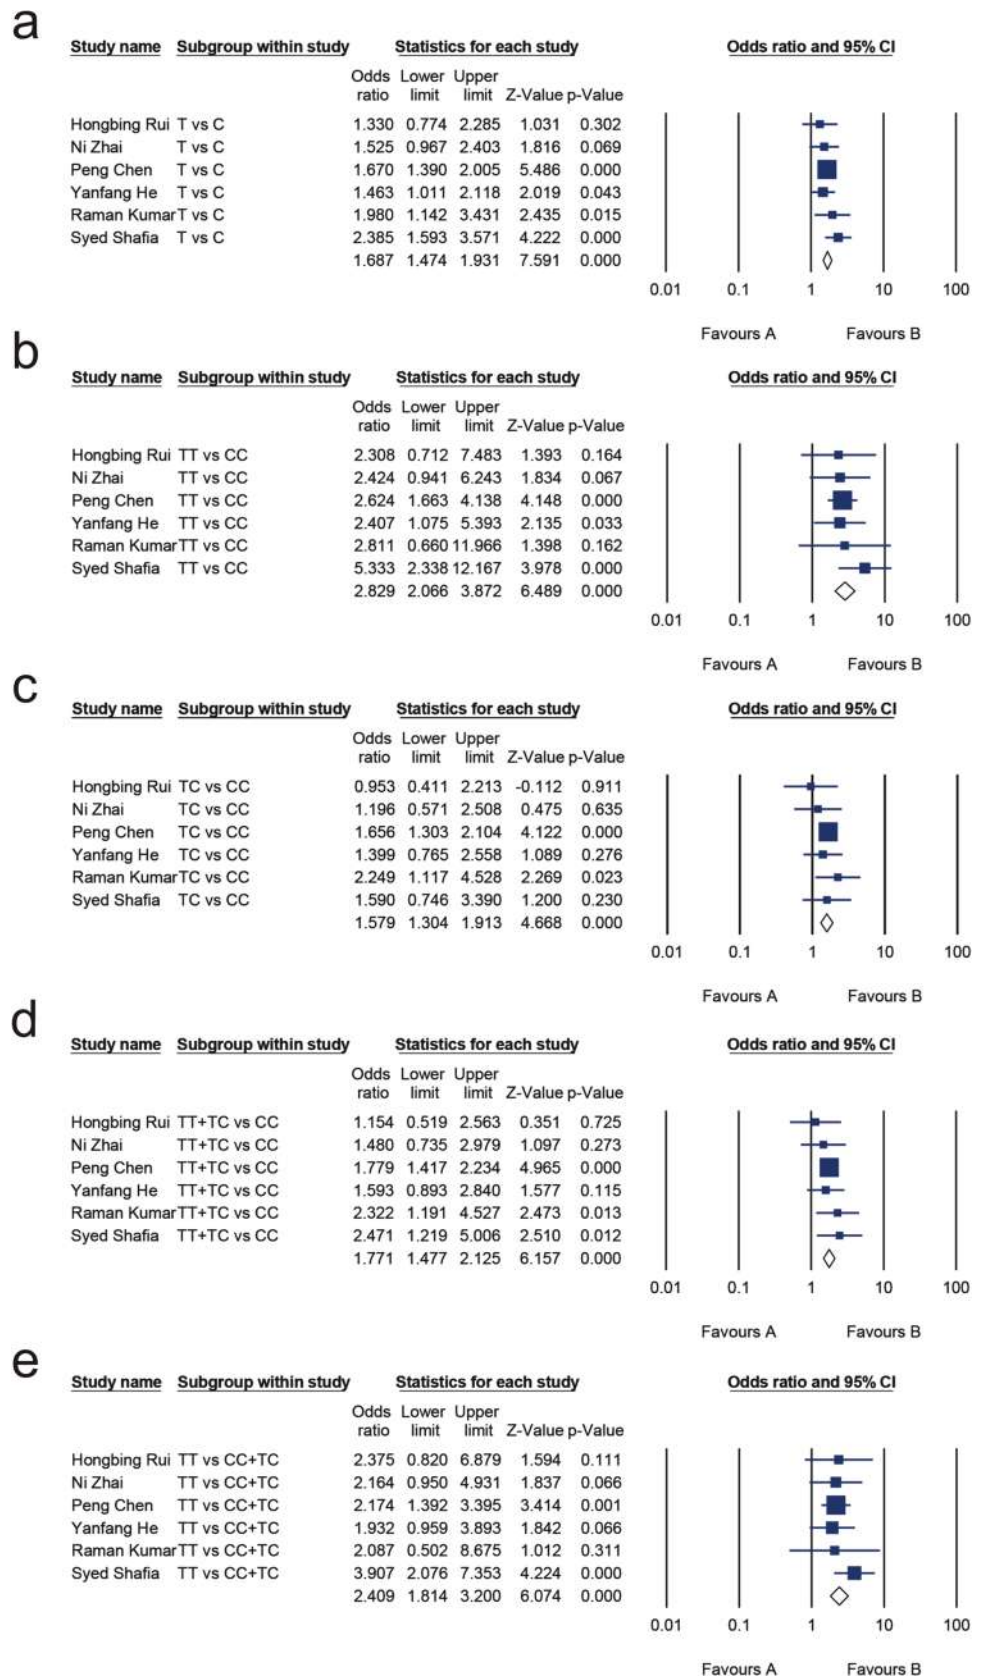 a
Study name Subgroup within study Statistics for each study Odds ratio and 95% CI
Odds Lower Upper
ratio limit limit Z-Value p-Value
Hongbing Rui T vs C 1.330 0.774 2.285 1.031 0.302
Ni Zhai T vs C 1.525 0.967 2.403 1.816 0.069
Peng Chen T vs C 1.670 1.390 2.005 5.486 0.000
Yanfang He T vs C 1.463 1.011 2.118 2.019 0.043
Raman Kumar T vs C 1.980 1.142 3.431 2.435 0.015
Syed Shafia T vs C 2.385 1.593 3.571 4.222 0.000
1.687 1.474 1.931 7.591 0.000
0.01 0.1 1 10 100
Favours A Favours B
b
Study name Subgroup within study Statistics for each study Odds ratio and 95% CI
Odds Lower Upper
ratio limit limit Z-Value p-Value
Hongbing Rui TT vs CC 2.308 0.712 7.483 1.393 0.164
Ni Zhai TT vs CC 2.424 0.941 6.243 1.834 0.067
Peng Chen TT vs CC 2.624 1.663 4.138 4.148 0.000
Yanfang He TT vs CC 2.407 1.075 5.393 2.135 0.033
Raman Kumar TT vs CC 2.811 0.660 11.966 1.398 0.162
Syed Shafia TT vs CC 5.333 2.338 12.167 3.978 0.000
2.829 2.066 3.872 6.489 0.000
0.01 0.1 1 10 100
Favours A Favours B
c
Study name Subgroup within study Statistics for each study Odds ratio and 95% CI
Odds Lower Upper
ratio limit limit Z-Value p-Value
Hongbing Rui TC vs CC 0.953 0.411 2.213 -0.112 0.911
Ni Zhai TC vs CC 1.196 0.571 2.508 0.475 0.635
Peng Chen TC vs CC 1.656 1.303 2.104 4.122 0.000
Yanfang He TC vs CC 1.399 0.765 2.558 1.089 0.276
Raman Kumar TC vs CC 2.249 1.117 4.528 2.269 0.023
Syed Shafia TC vs CC 1.590 0.746 3.390 1.200 0.230
1.579 1.304 1.913 4.668 0.000
0.01 0.1 1 10 100
Favours A Favours B
d
Study name Subgroup within study Statistics for each study Odds ratio and 95% CI
Odds Lower Upper
ratio limit limit Z-Value p-Value
Hongbing Rui TT+TC vs CC 1.154 0.519 2.563 0.351 0.725
Ni Zhai TT+TC vs CC 1.480 0.735 2.979 1.097 0.273
Peng Chen TT+TC vs CC 1.779 1.417 2.234 4.965 0.000
Yanfang He TT+TC vs CC 1.593 0.893 2.840 1.577 0.115
Raman Kumar TT+TC vs CC 2.322 1.191 4.527 2.473 0.013
Syed Shafia TT+TC vs CC 2.471 1.219 5.006 2.510 0.012
1.771 1.477 2.125 6.157 0.000
0.01 0.1 1 10 100
Favours A Favours B
e
Study name Subgroup within study Statistics for each study Odds ratio and 95% CI
Odds Lower Upper
ratio limit limit Z-Value p-Value
Hongbing Rui TT vs CC+TC 2.375 0.820 6.879 1.594 0.111
Ni Zhai TT vs CC+TC 2.164 0.950 4.931 1.837 0.066
Peng Chen TT vs CC+TC 2.174 1.392 3.395 3.414 0.001
Yanfang He TT vs CC+TC 1.932 0.959 3.893 1.842 0.066
Raman Kumar TT vs CC+TC 2.087 0.502 8.675 1.012 0.311
Syed Shafia TT vs CC+TC 3.907 2.076 7.353 4.224 0.000
2.409 1.814 3.200 6.074 0.000
0.01 0.1 1 10 100
Favours A Favours B